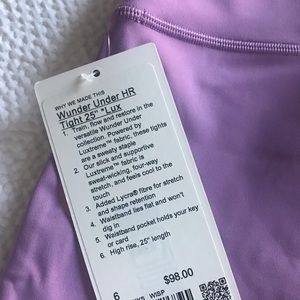 WHY WE MADE THIS
Wunder Under HR
Tight 25" *Lux
1. Train, flow and restore in the
versatile Wunder Under
collection. Powered by
Luxtreme™ fabric, these tights
are a sweaty staple
2. Our slick and supportive
Luxtreme™ fabric is
sweat-wicking, four-way
stretch, and feels cool to the
touch
3. Added Lycra® fibre for stretch
and shape retention
4. Waistband lies flat and won't
dig in
5. Waistband pocket holds your key
or card
6. High rise, 25" length
$98.00
6
WISP